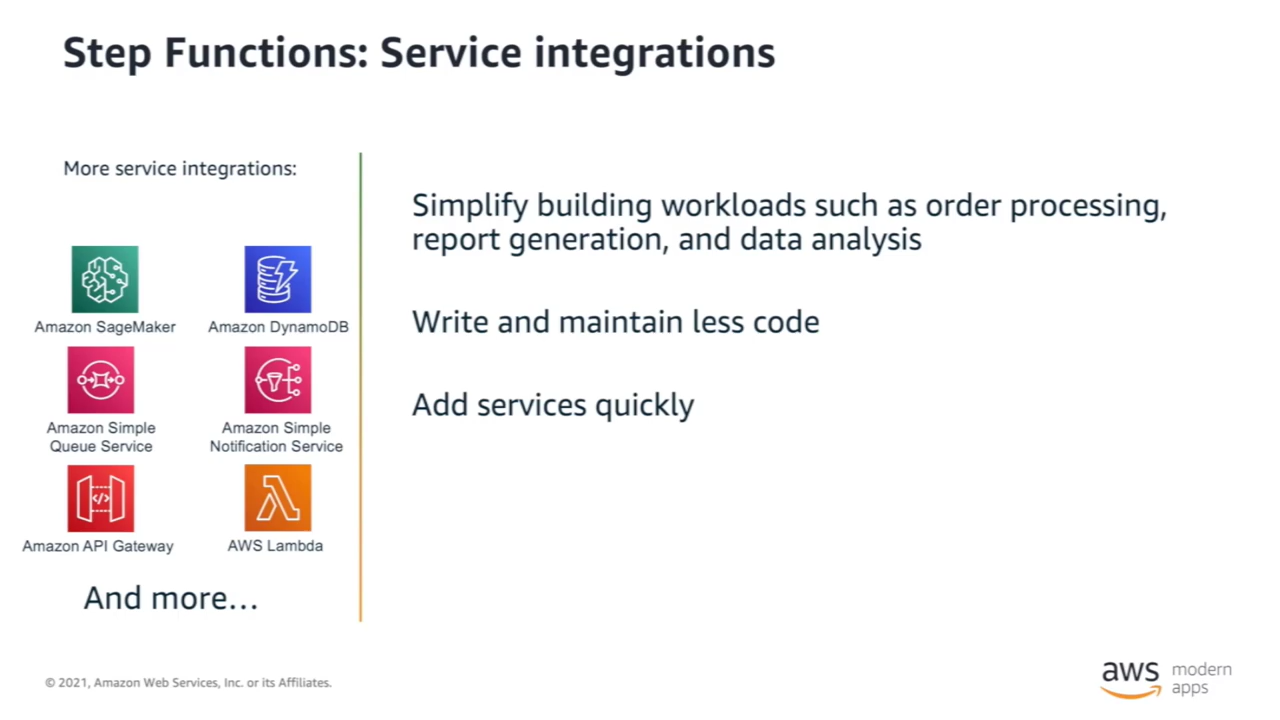 Step Functions: Service integrations
More service integrations:
Amazon SageMaker
Amazon DynamoDB
Amazon Simple
Queue Service
Amazon Simple
Notification Service
Amazon API Gateway
AWS Lambda
And more...
Simplify building workloads such as order processing,
report generation, and data analysis
Write and maintain less code
Add services quickly
© 2021, Amazon Web Services, Inc. or its Affiliates.
aws modern
apps